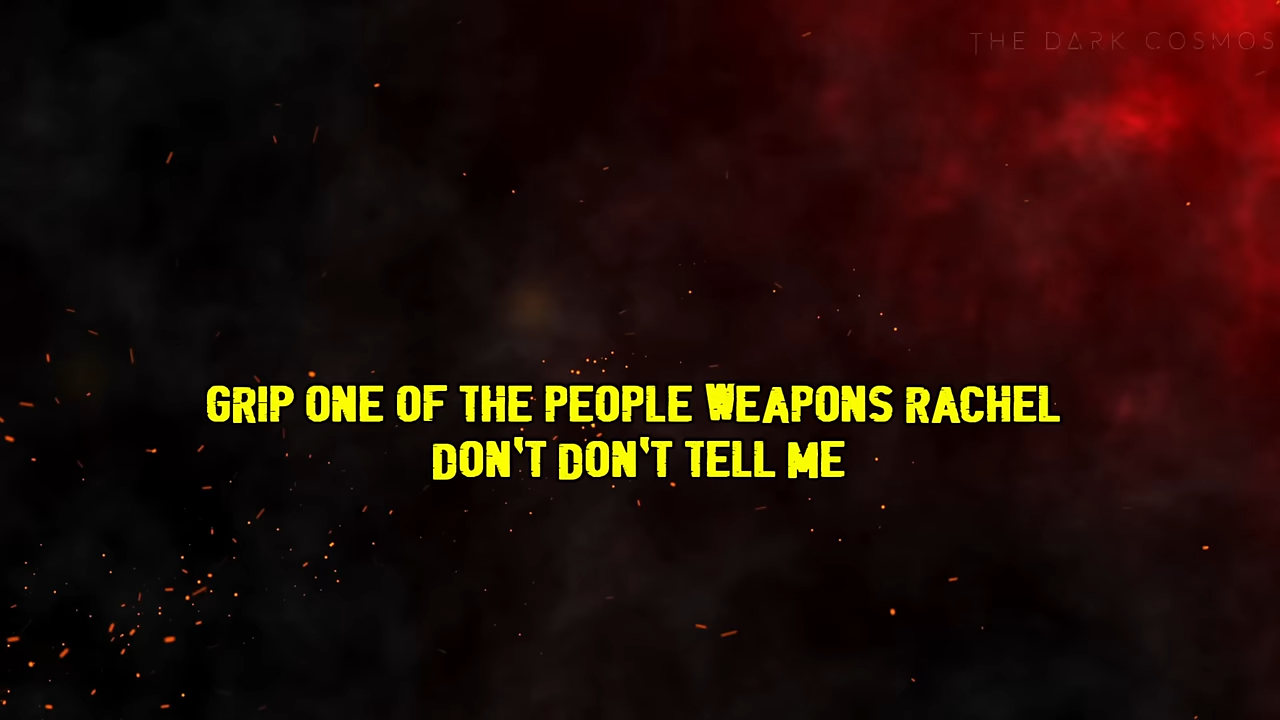 THE DARK COSMOS
GRIP ONE OF THE PEOPLE WEAPONS RACHEL
DON'T DON'T TELL ME